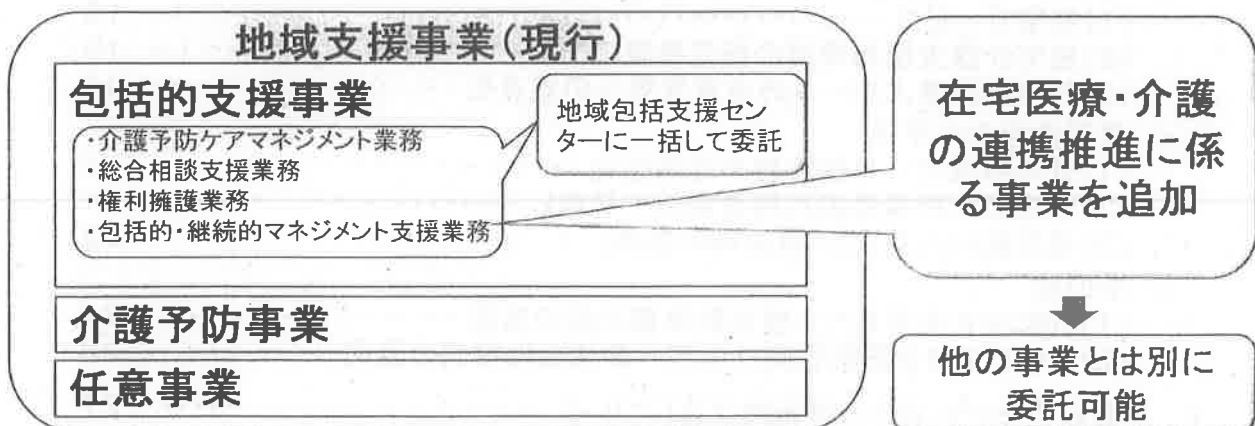 地域支援事業(現行)
包括的支援事業
・介護予防ケアマネジメント業務
・総合相談支援業務
・権利擁護業務
・包括的・継続的マネジメント支援業務
地域包括支援セン
ターに一括して委託
介護予防事業
任意事業
在宅医療・介護
の連携推進に係
る事業を追加
他の事業とは別に
委託可能